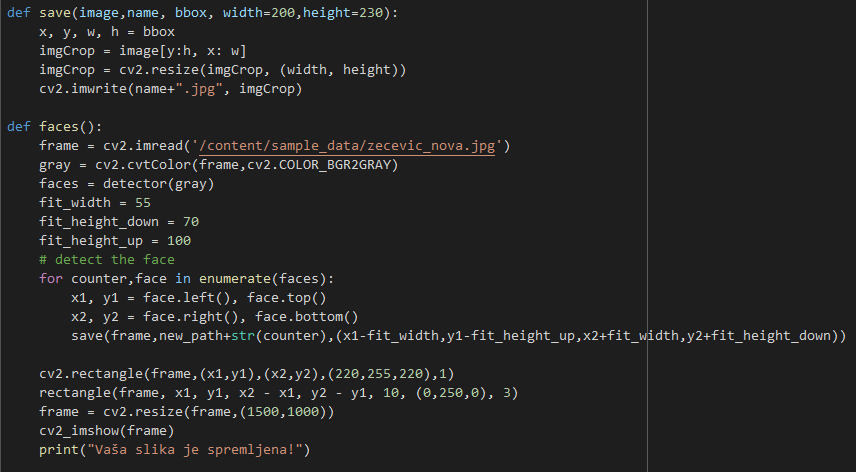 def save(image,name, bbox, width=200,height=230):
    x, y, w, h = bbox
    imgCrop = image[y:h, x: w]
    imgCrop = cv2.resize(imgCrop, (width, height))
    cv2.imwrite(name+".jpg", imgCrop)

def faces():
    frame = cv2.imread('/content/sample_data/zecevic_nova.jpg')
    gray = cv2.cvtColor(frame,cv2.COLOR_BGR2GRAY)
    faces = detector(gray)
    fit_width = 55
    fit_height_down = 70
    fit_height_up = 100
    # detect the face
    for counter,face in enumerate(faces):
        x1, y1 = face.left(), face.top()
        x2, y2 = face.right(), face.bottom()
        save(frame,new_path+str(counter),(x1-fit_width,y1-fit_height_up,x2+fit_width,y2+fit_height_down))

    cv2.rectangle(frame,(x1,y1),(x2,y2),(220,255,220),1)
    rectangle(frame, x1, y1, x2 - x1, y2 - y1, 10, (0,250,0), 3)
    frame = cv2.resize(frame,(1500,1000))
    cv2_imshow(frame)
    print("Vaša slika je spremljena!")